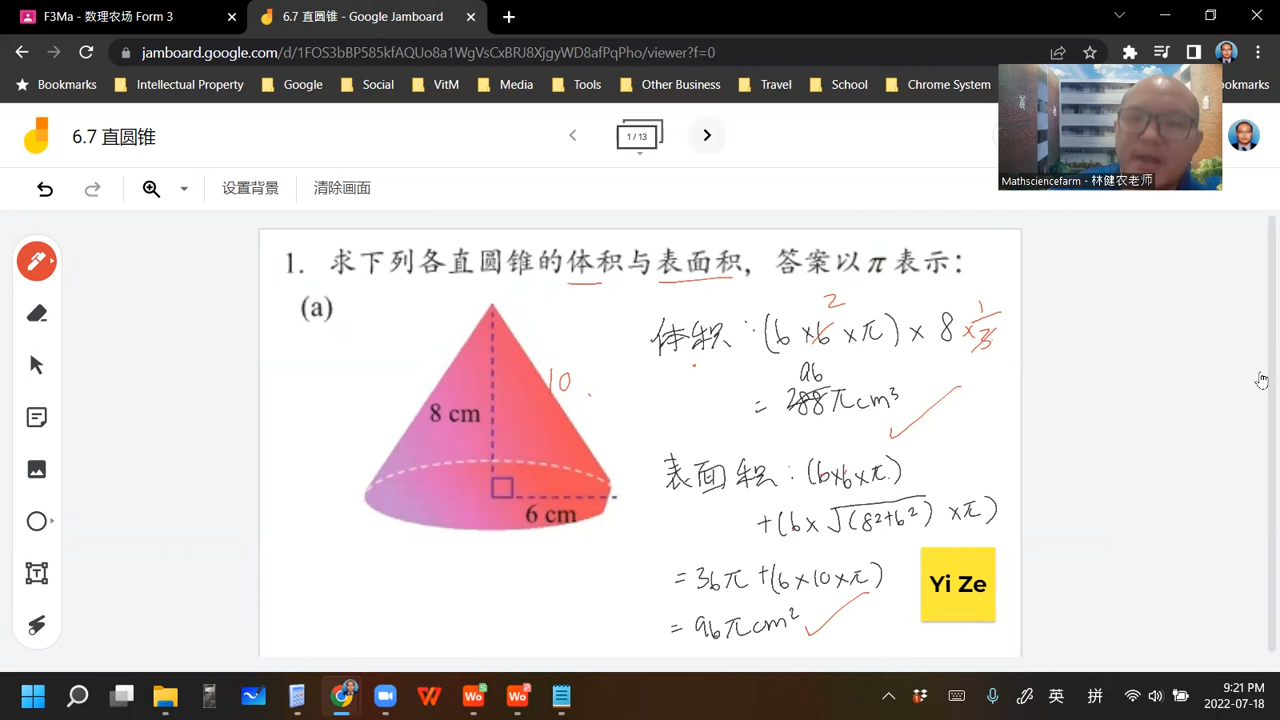 F3Ma - 数理农场 Form 3
6.7 直圆锥 - Google Jamboard
jamboard.google.com/d/1FOS3bBP585kfAQUo8a1WgVsCxBRJ8XjgyWD8afPqPho/viewer?f=0
Bookmarks Intellectual Property Google Social VivM Media Tools Other Business Travel School Chrome System Bookmarks
6.7 直圆锥
1 / 13
Mathsciencefarm - 林健农老师
设置背景 清除画面
1. 求下列各直圆锥的体积与表面积，答案以 π 表示：
(a)
8 cm
10
6 cm
体积：(6 × 6 × π) × 8 × 1/3
2
96
= 288 π cm³
表面积：(6×6×π)
+ (6 × √(8²+6²) × π)
= 36π + (6 × 10 × π)
= 96 π cm²
Yi Ze
英 拼
9:21 PM
2022-07-18